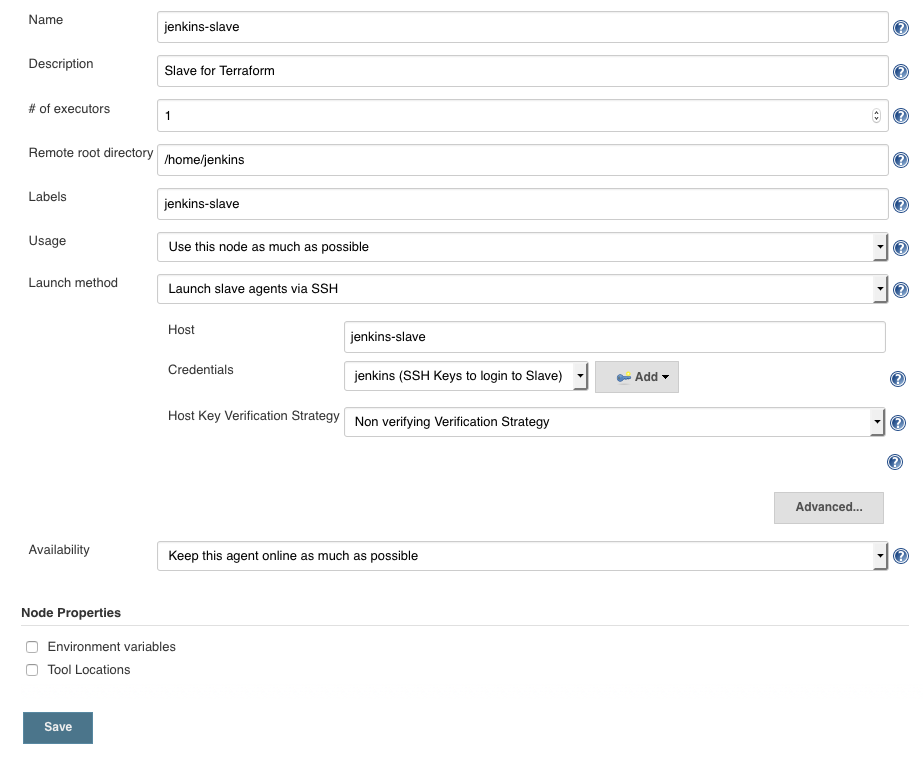 Name
jenkins-slave
Description
Slave for Terraform
# of executors
1
Remote root directory
/home/jenkins
Labels
jenkins-slave
Usage
Use this node as much as possible
Launch method
Launch slave agents via SSH
Host
jenkins-slave
Credentials
jenkins (SSH Keys to login to Slave)
Add
Host Key Verification Strategy
Non verifying Verification Strategy
Advanced...
Availability
Keep this agent online as much as possible
Node Properties
Environment variables
Tool Locations
Save